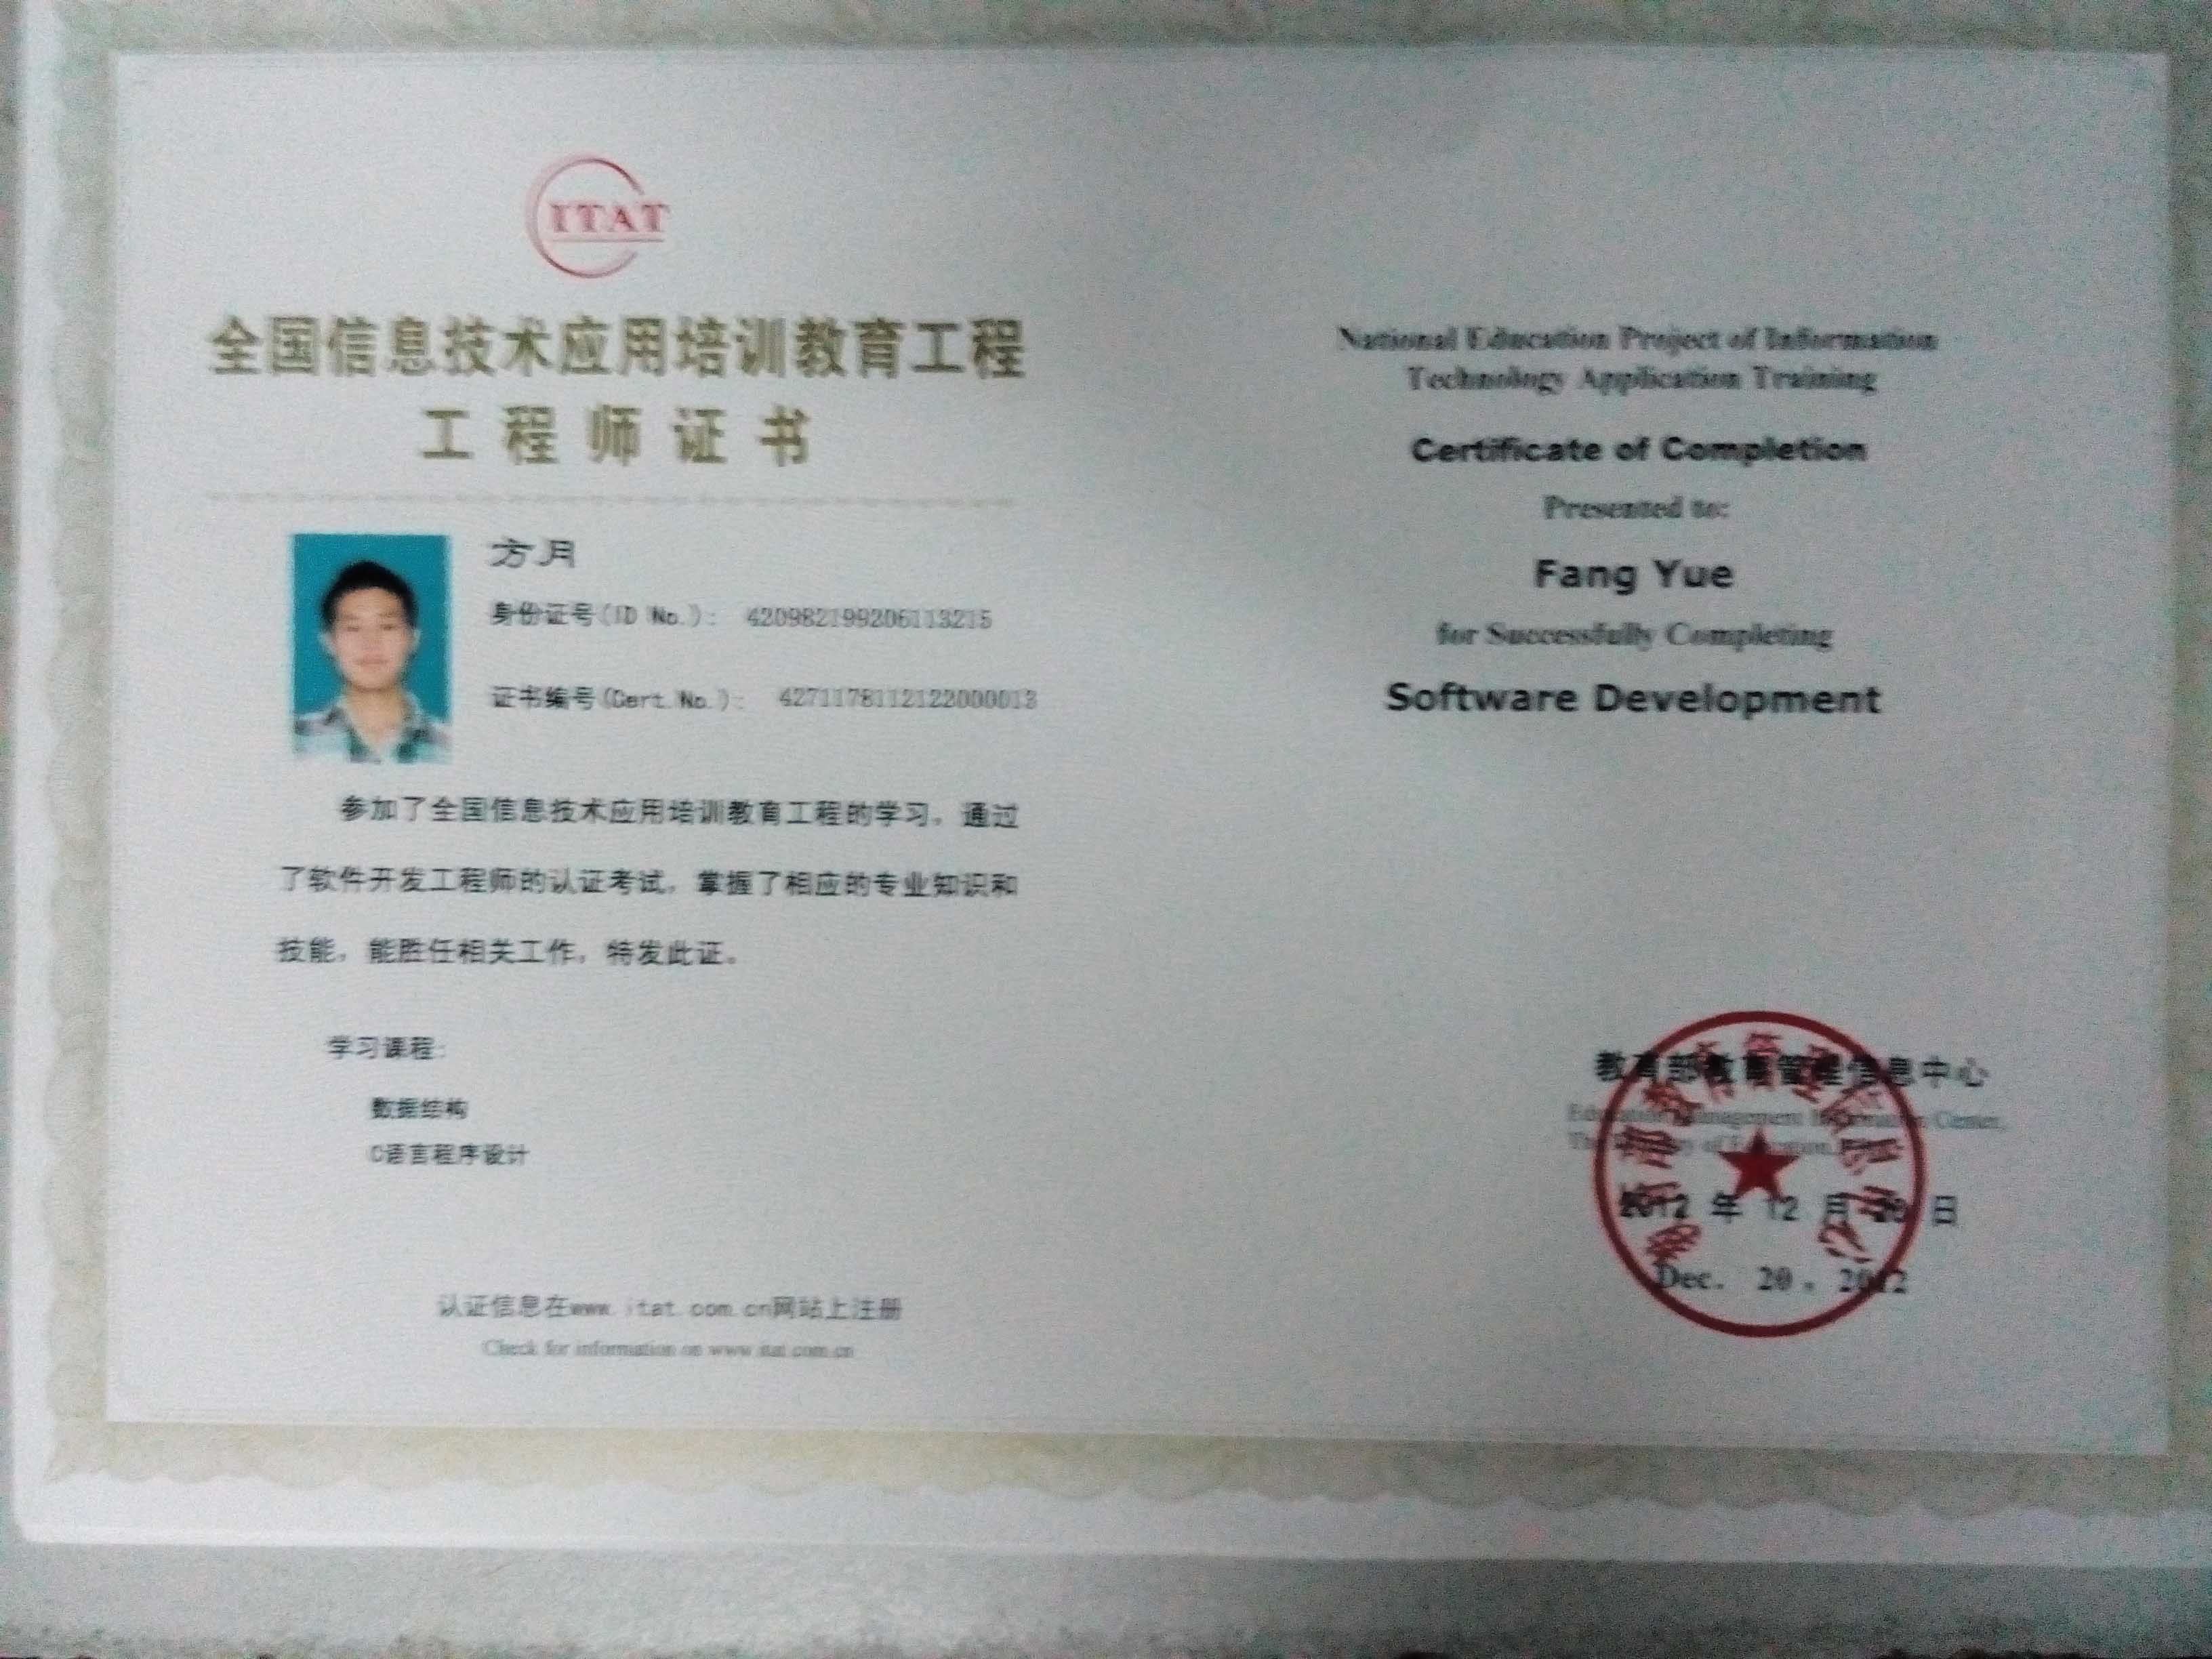 ITAT
全国信息技术应用培训教育工程
工程师证书
方月
身份证号(ID No.): 420982199206113215
证书编号(Cert.No.): 4271178112122000013
参加了全国信息技术应用培训教育工程的学习，通过
了软件开发工程师的认证考试，掌握了相应的专业知识和
技能，能胜任相关工作，特发此证。
学习课程:
数据结构
C语言程序设计
认证信息在www.itat.com.cn网站上注册
Check for information on www.itat.com.cn
National Education Project of Information
Technology Application Training
Certificate of Completion
Presented to:
Fang Yue
for Successfully Completing
Software Development
教育部教育管理信息中心
Education Management Information Center,
The Ministry of Education
2012 年 12 月 20 日
Dec. 20 , 2012